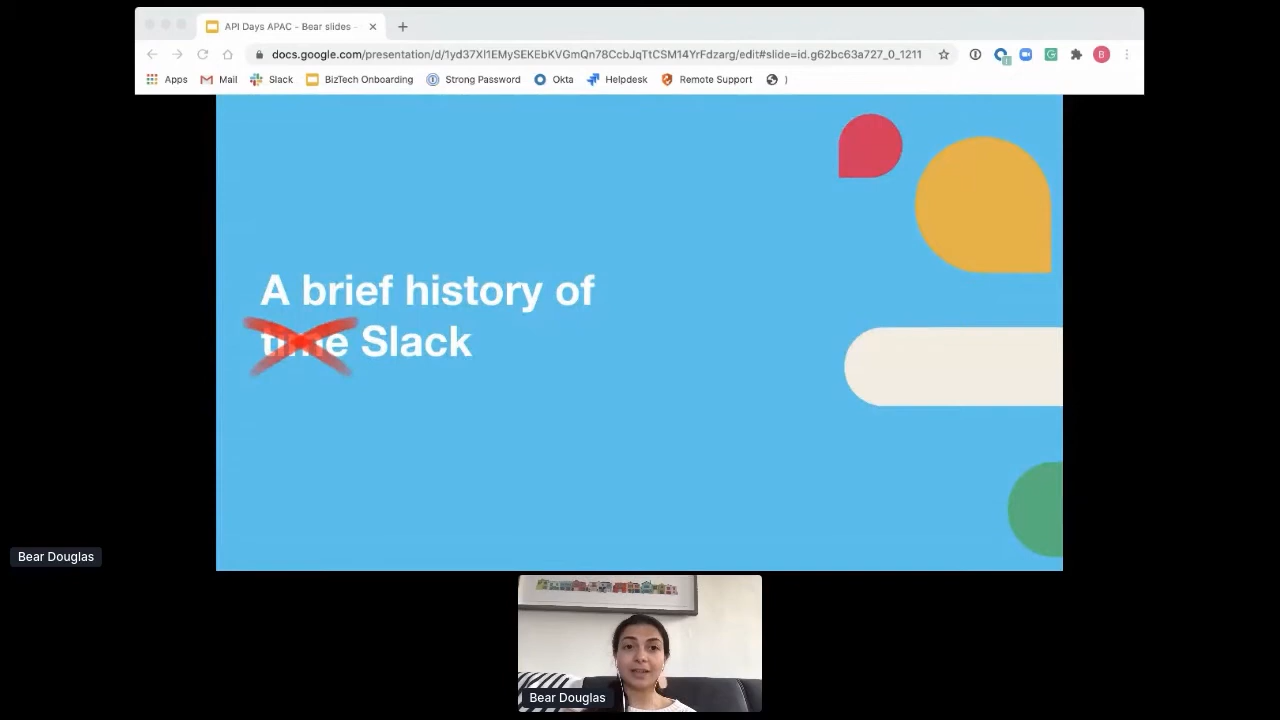 API Days APAC - Bear slides -
docs.google.com/presentation/d/1yd37Xl1EMySEKEbKVGmQn78CcbJqTtCSM14YrFdzarg/edit#slide=id.g62bc63a727_0_1211
B
Apps Mail Slack BizTech Onboarding Strong Password Okta Helpdesk Remote Support )
A brief history of
time Slack
Bear Douglas
Bear Douglas